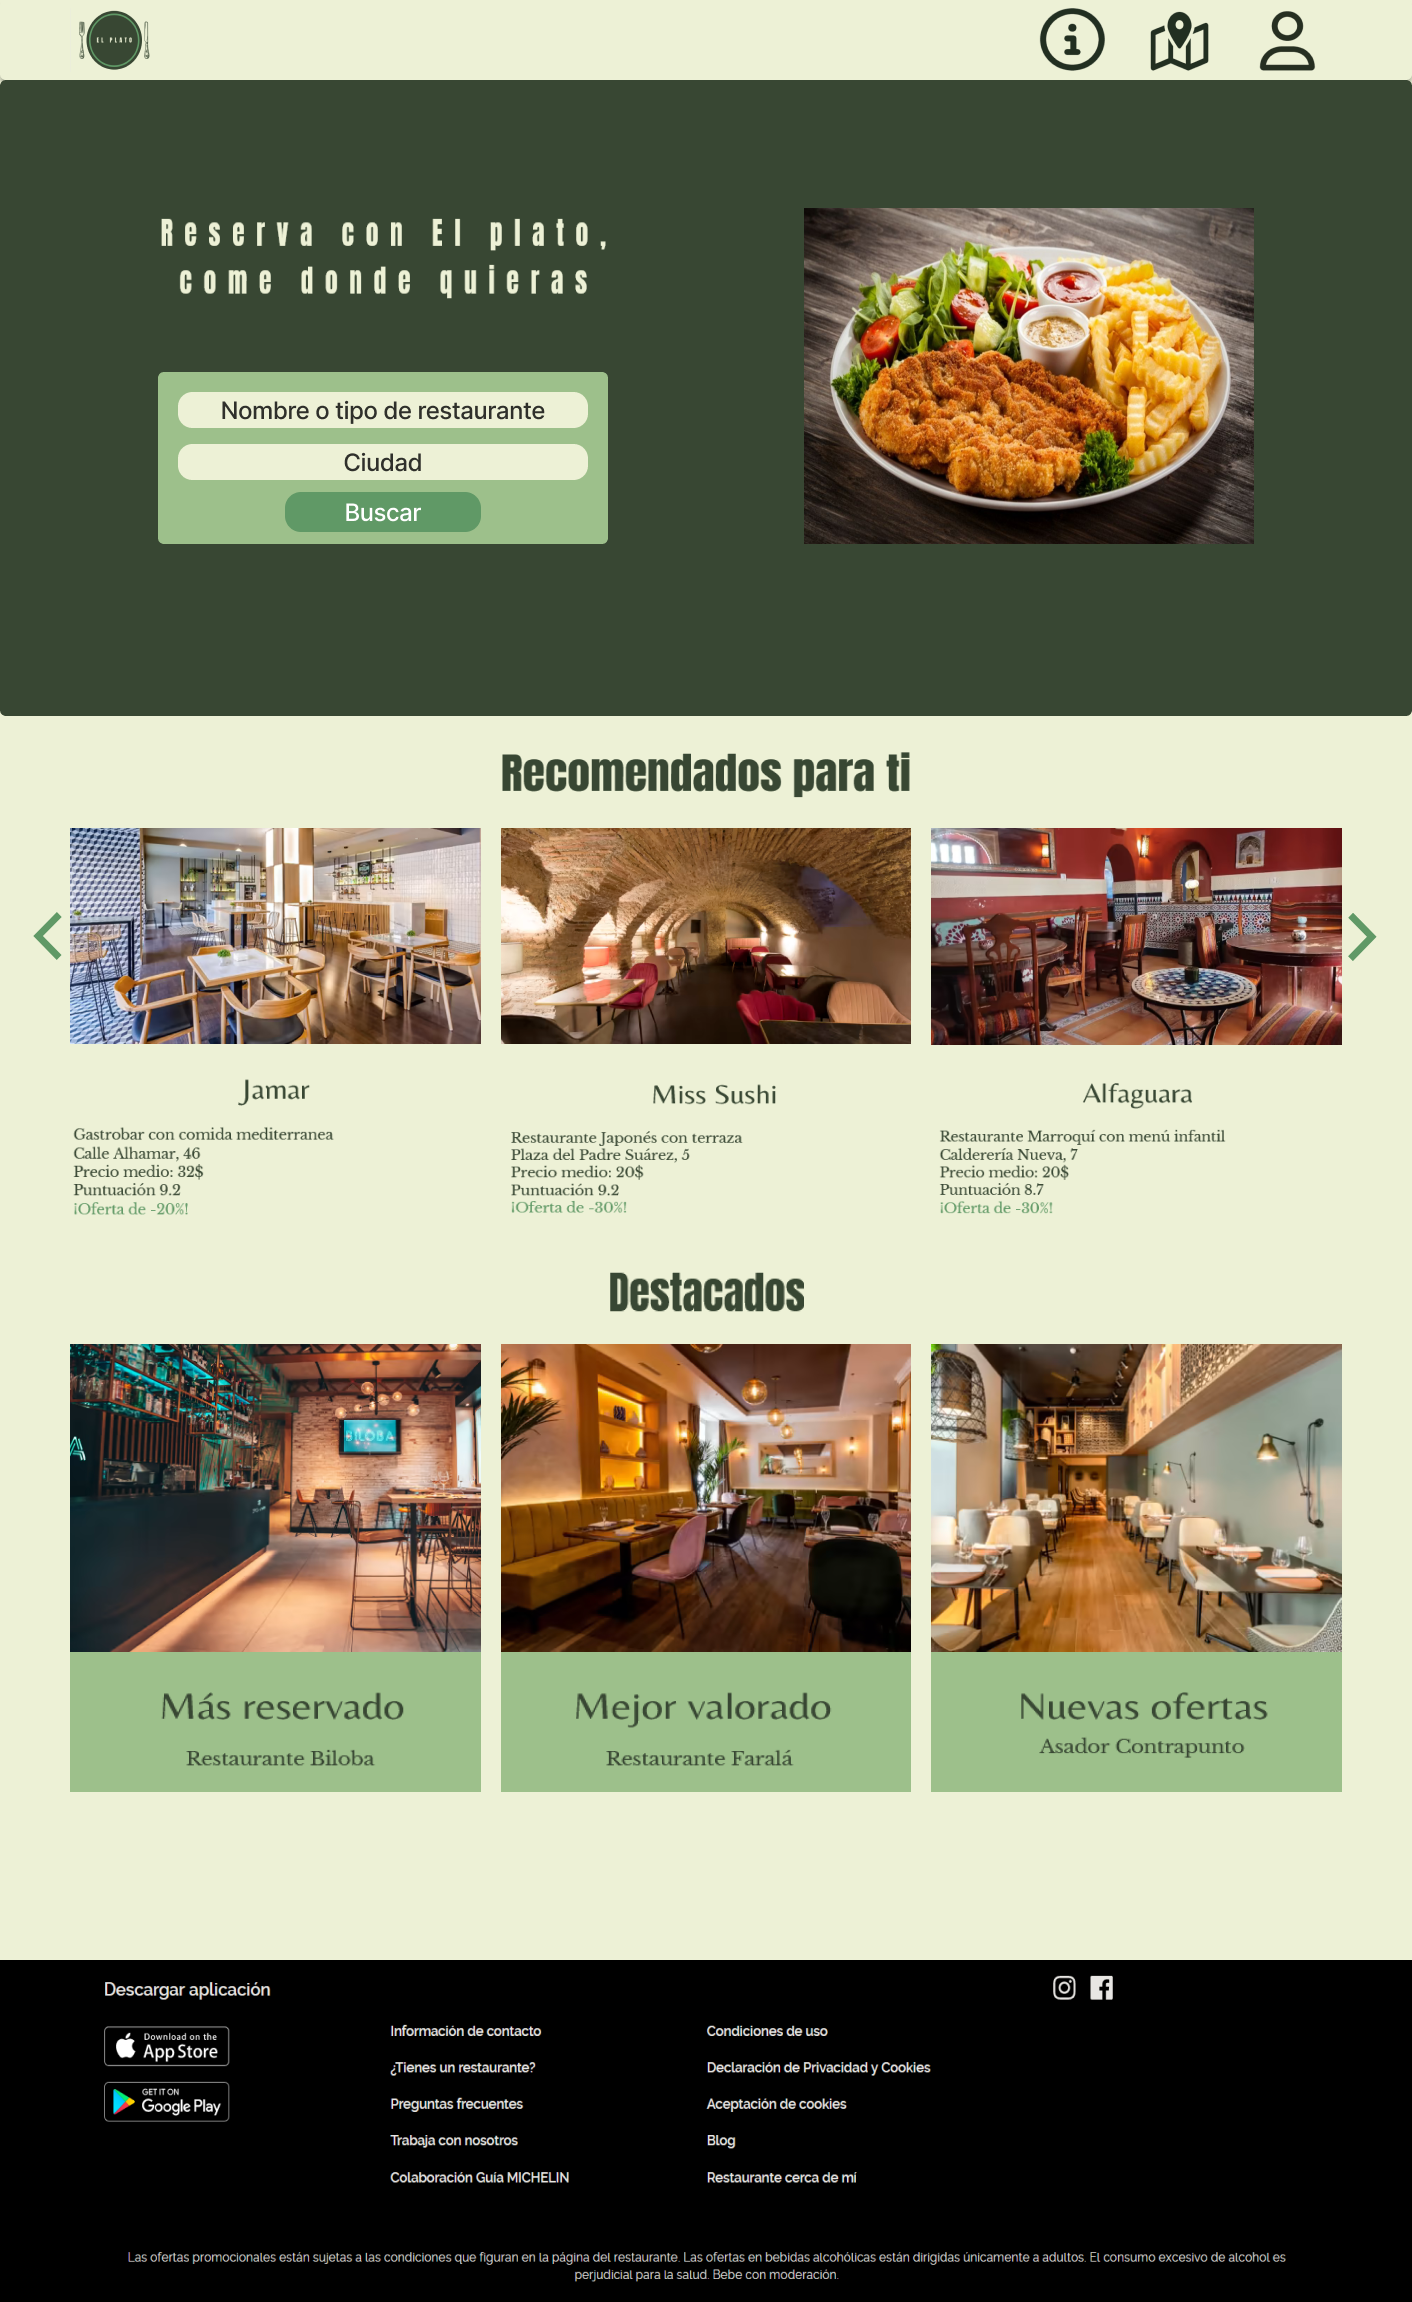 EL PLATO
Reserva con El plato,
come donde quieras
Nombre o tipo de restaurante
Ciudad
Buscar
Recomendados para ti
Jamar
Gastrobar con comida mediterranea
Calle Alhamar, 46
Precio medio: 32$
Puntuación 9.2
¡Oferta de -20%!
Miss Sushi
Restaurante Japonés con terraza
Plaza del Padre Suárez, 5
Precio medio: 20$
Puntuación 9.2
¡Oferta de -30%!
Alfaguara
Restaurante Marroquí con menú infantil
Calderería Nueva, 7
Precio medio: 20$
Puntuación 8.7
¡Oferta de -30%!
Destacados
BILOBA
Más reservado
Restaurante Biloba
Mejor valorado
Restaurante Faralá
Nuevas ofertas
Asador Contrapunto
Descargar aplicación
Download on the
App Store
GET IT ON
Google Play
Información de contacto
¿Tienes un restaurante?
Preguntas frecuentes
Trabaja con nosotros
Colaboración Guía MICHELIN
Condiciones de uso
Declaración de Privacidad y Cookies
Aceptación de cookies
Blog
Restaurante cerca de mí
Las ofertas promocionales están sujetas a las condiciones que figuran en la página del restaurante. Las ofertas en bebidas alcohólicas están dirigidas únicamente a adultos. El consumo excesivo de alcohol es
perjudicial para la salud. Bebe con moderación.